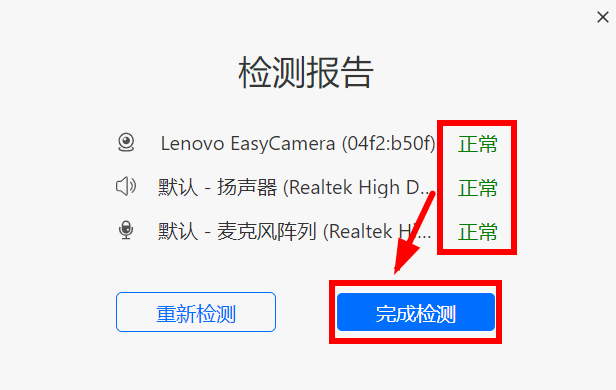 检测报告
Lenovo EasyCamera (04f2:b50f) 正常
默认 - 扬声器 (Realtek High D... 正常
默认 - 麦克风阵列 (Realtek Hi... 正常
重新检测 完成检测